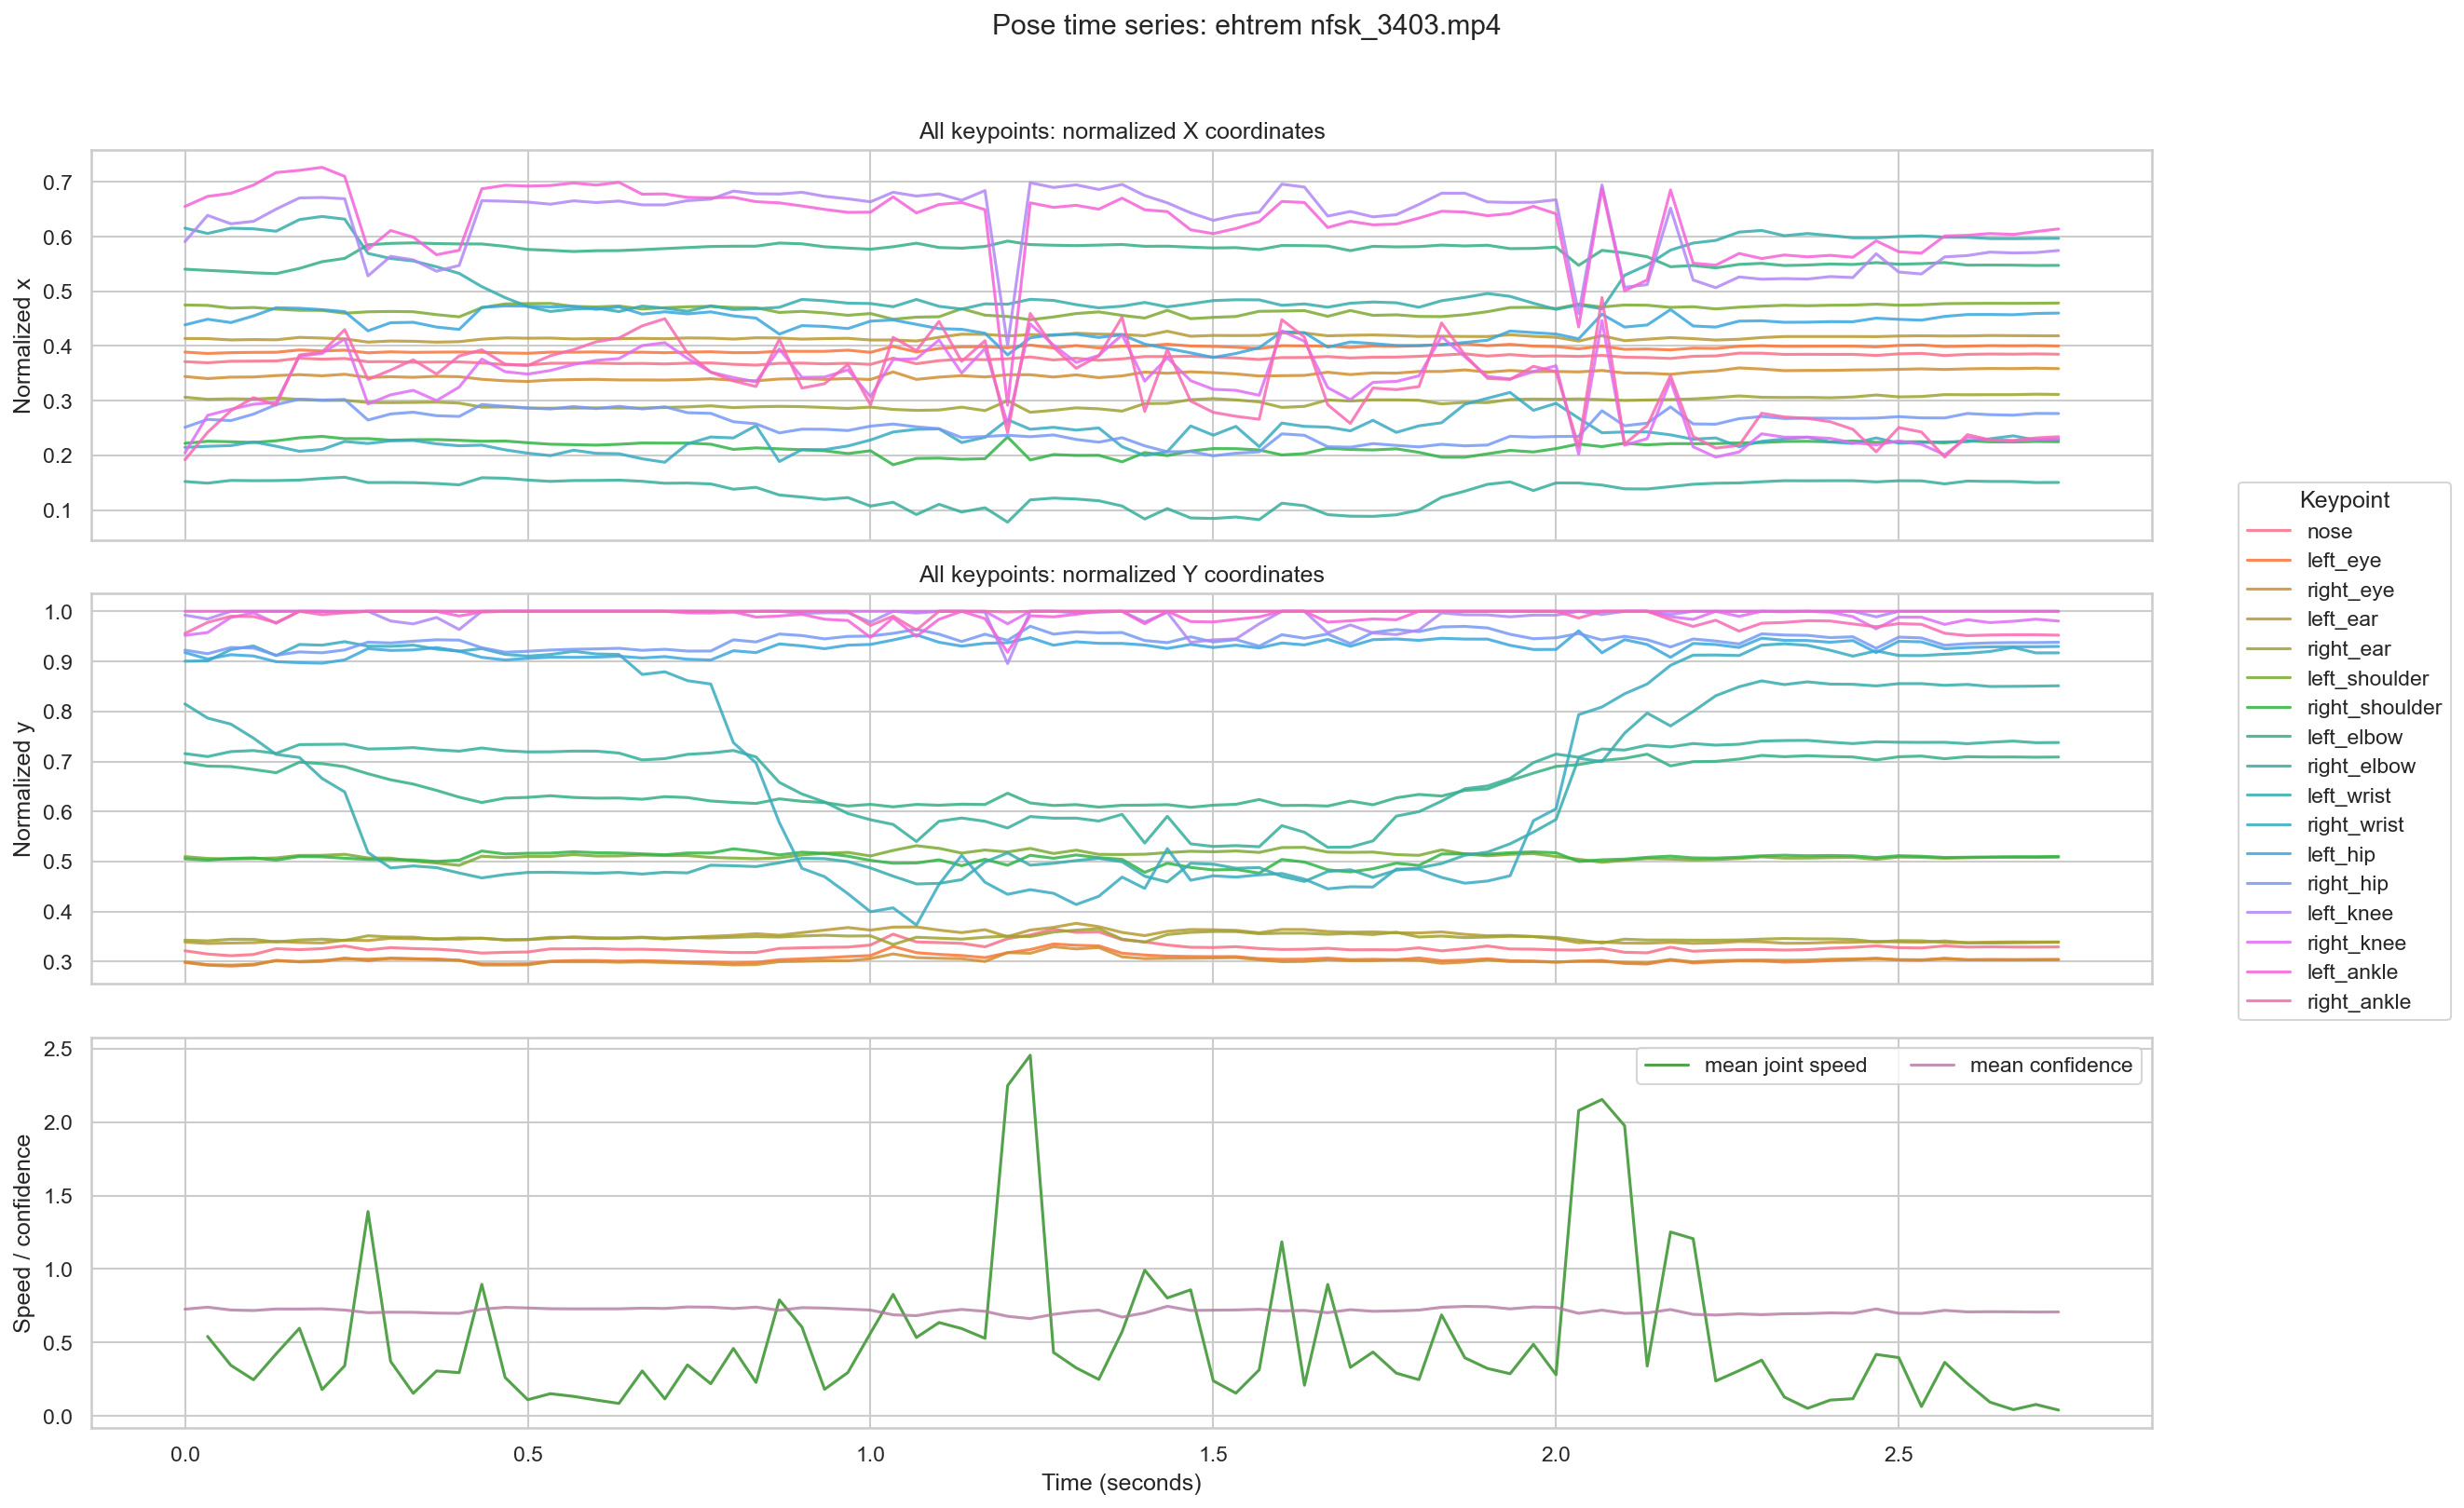 Pose time series: ehtrem nfsk_3403.mp4
All keypoints: normalized X coordinates
Normalized x
0.7
0.6
0.5
0.4
0.3
0.2
0.1
All keypoints: normalized Y coordinates
Normalized y
1.0
0.9
0.8
0.7
0.6
0.5
0.4
0.3
Keypoint
nose
left_eye
right_eye
left_ear
right_ear
left_shoulder
right_shoulder
left_elbow
right_elbow
left_wrist
right_wrist
left_hip
right_hip
left_knee
right_knee
left_ankle
right_ankle
Speed / confidence
2.5
2.0
1.5
1.0
0.5
0.0
mean joint speed mean confidence
0.0 0.5 1.0 1.5 2.0 2.5
Time (seconds)